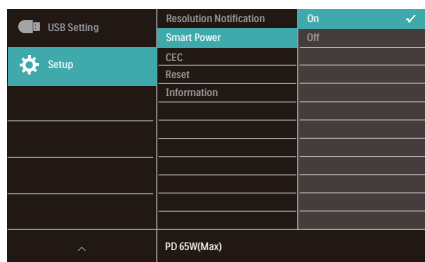 USB Setting
Setup
Resolution Notification
Smart Power
CEC
Reset
Information
On
Off
PD 65W(Max)